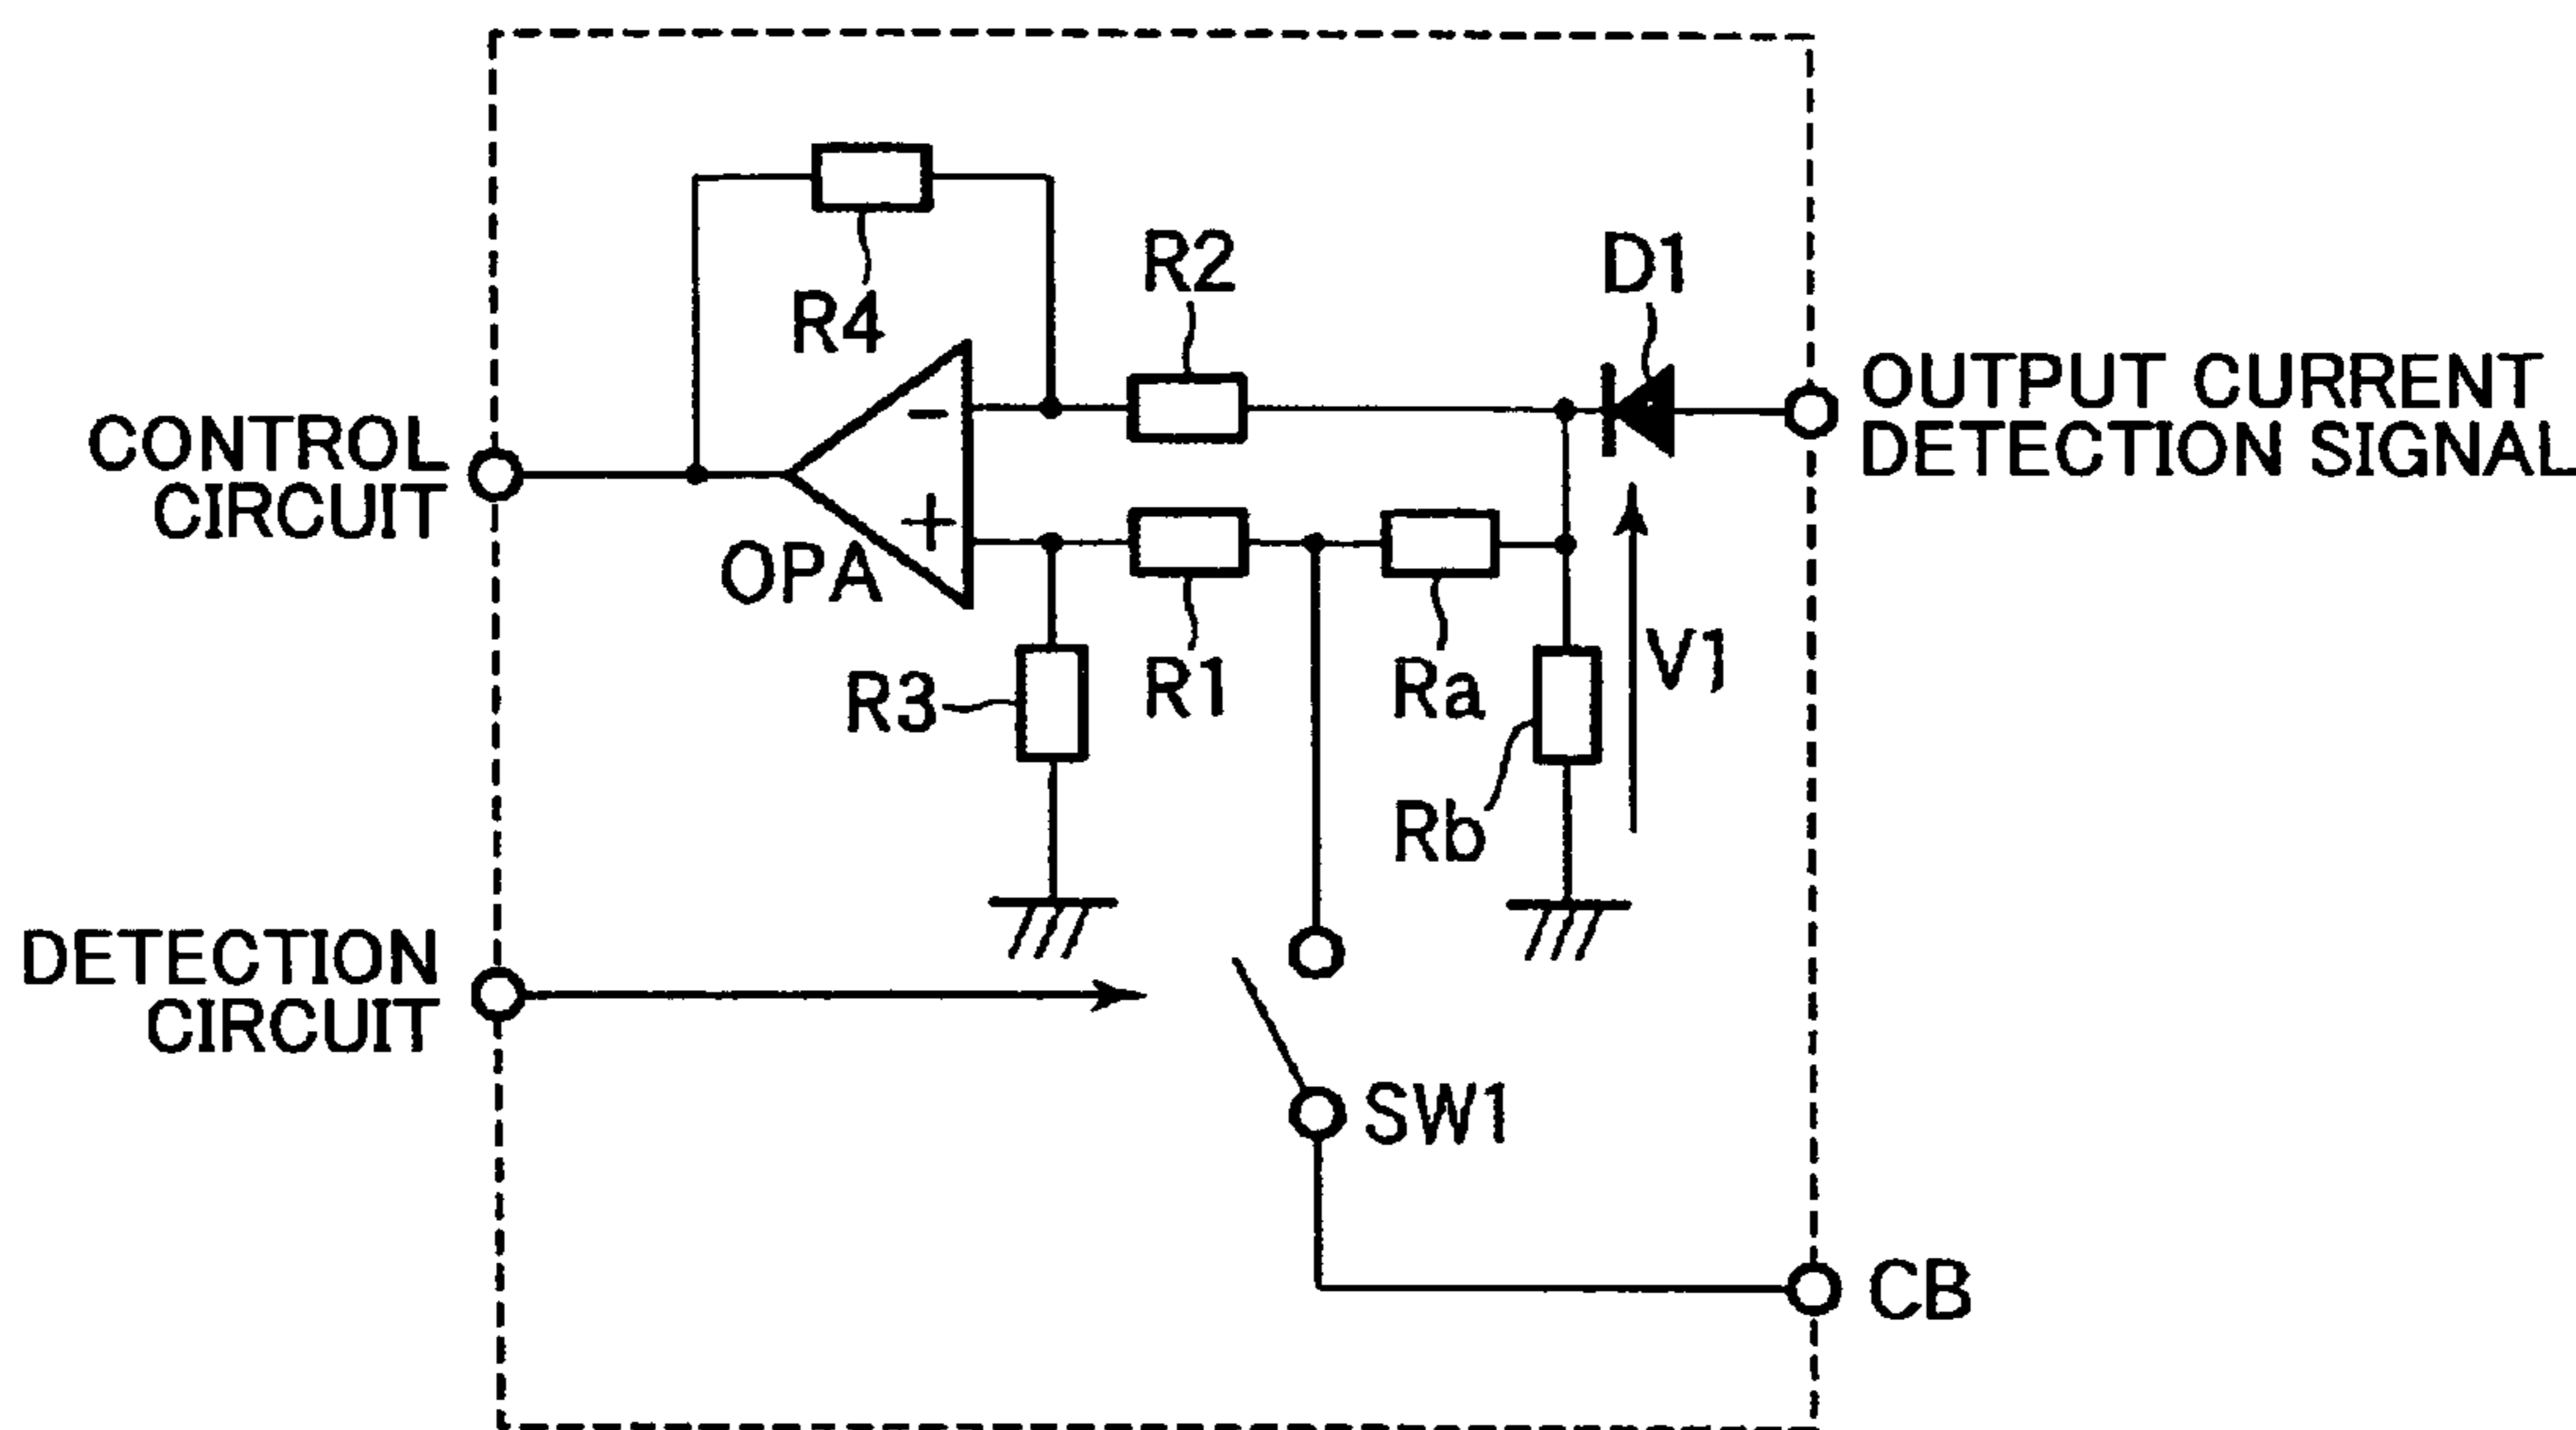 R4
R2
D1
OUTPUT CURRENT
DETECTION SIGNAL
CONTROL
CIRCUIT
-
+
OPA
R3
R1
Ra
V1
Rb
DETECTION
CIRCUIT
SW1
CB